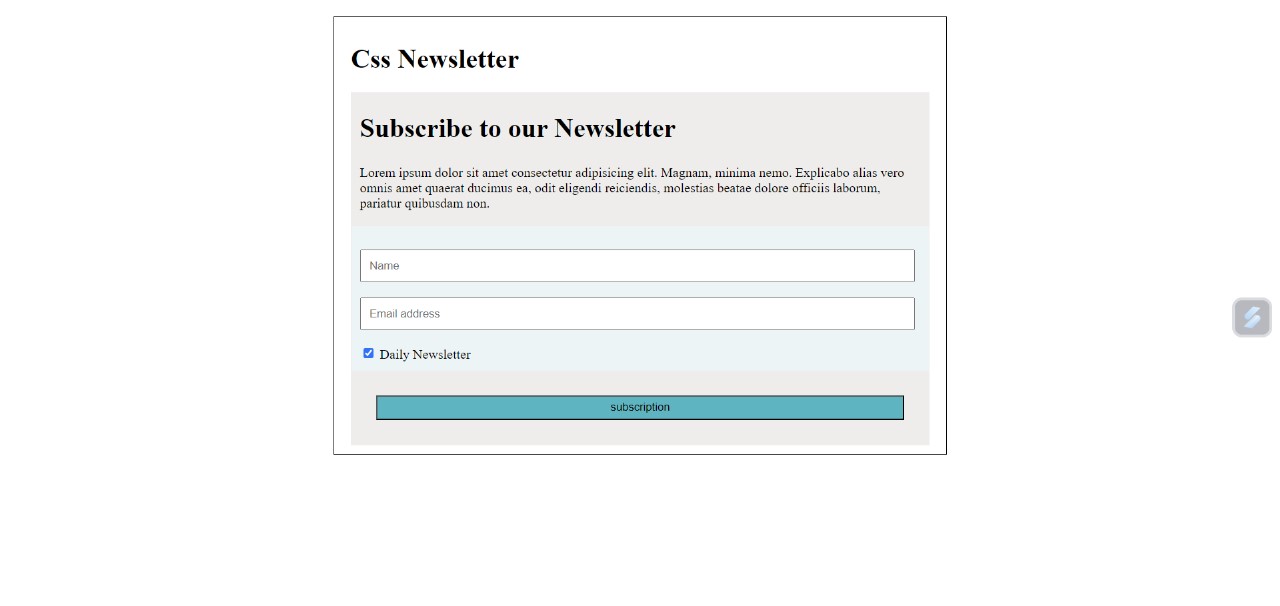 Css Newsletter
Subscribe to our Newsletter
Lorem ipsum dolor sit amet consectetur adipisicing elit. Magnam, minima nemo. Explicabo alias vero
omnis amet quaerat ducimus ea, odit eligendi reiciendis, molestias beatae dolore officiis laborum,
pariatur quibusdam non.
Name
Email address
Daily Newsletter
subscription